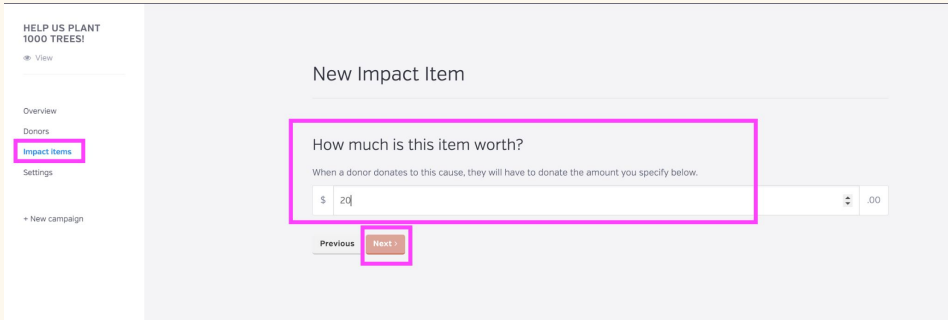 HELP US PLANT
1000 TREES!
View
Overview
Donors
Impact items
Settings
+ New campaign
New Impact Item
How much is this item worth?
When a donor donates to this cause, they will have to donate the amount you specify below.
$ 20 .00
Previous Next ›